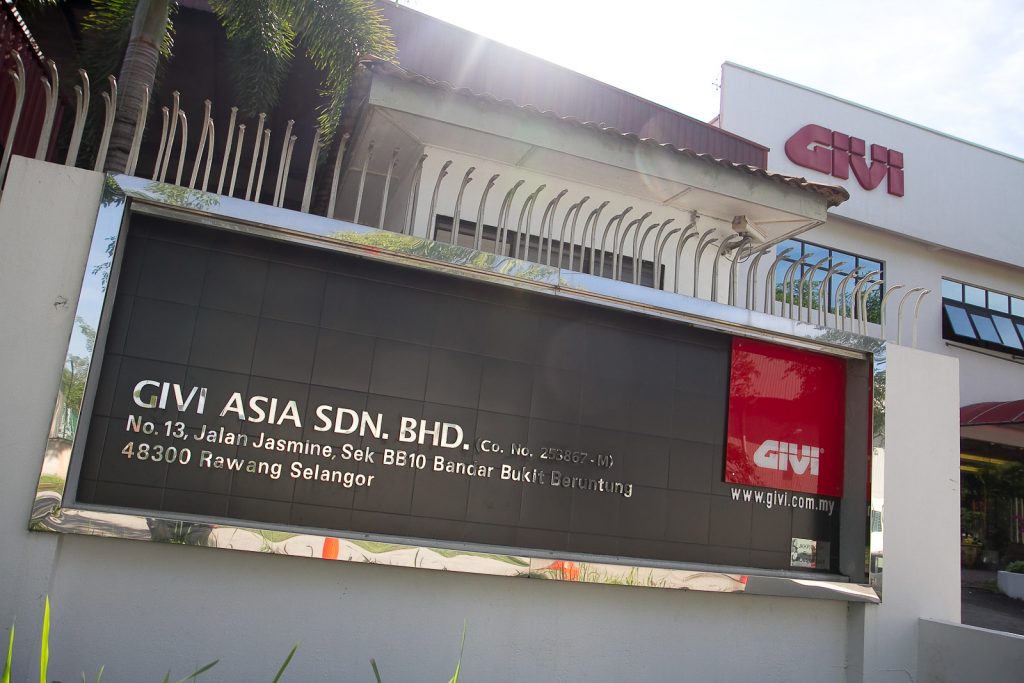 GIVI
GIVI ASIA SDN. BHD. (Co. No. 253867-M)
No. 13, Jalan Jasmine, Sek BB10 Bandar Bukit Beruntung
48300 Rawang Selangor
GIVI
www.givi.com.my